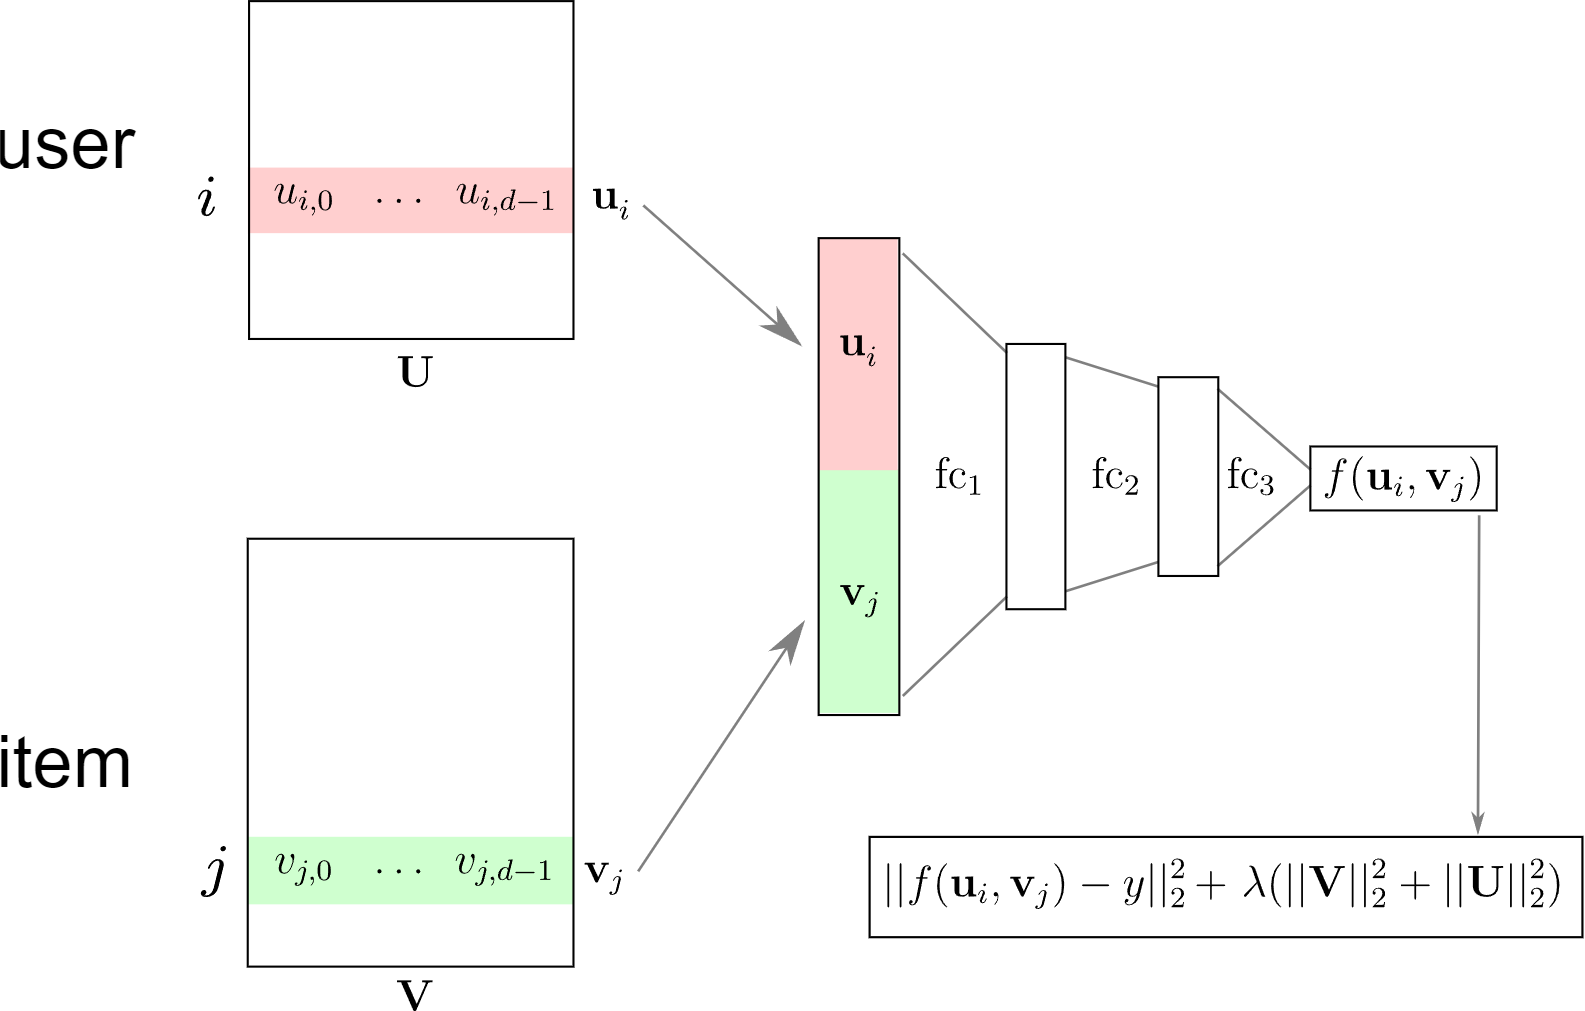 user
i u_{i,0} … u_{i,d−1} 𝐮_i
𝐔
𝐮_i
fc_1 fc_2 fc_3 f(𝐮_i, 𝐯_j)
𝐯_j
item
j v_{j,0} … v_{j,d−1} 𝐯_j
𝐕
||f(𝐮_i, 𝐯_j) − y||_2^2 + λ(||𝐕||_2^2 + ||𝐔||_2^2)